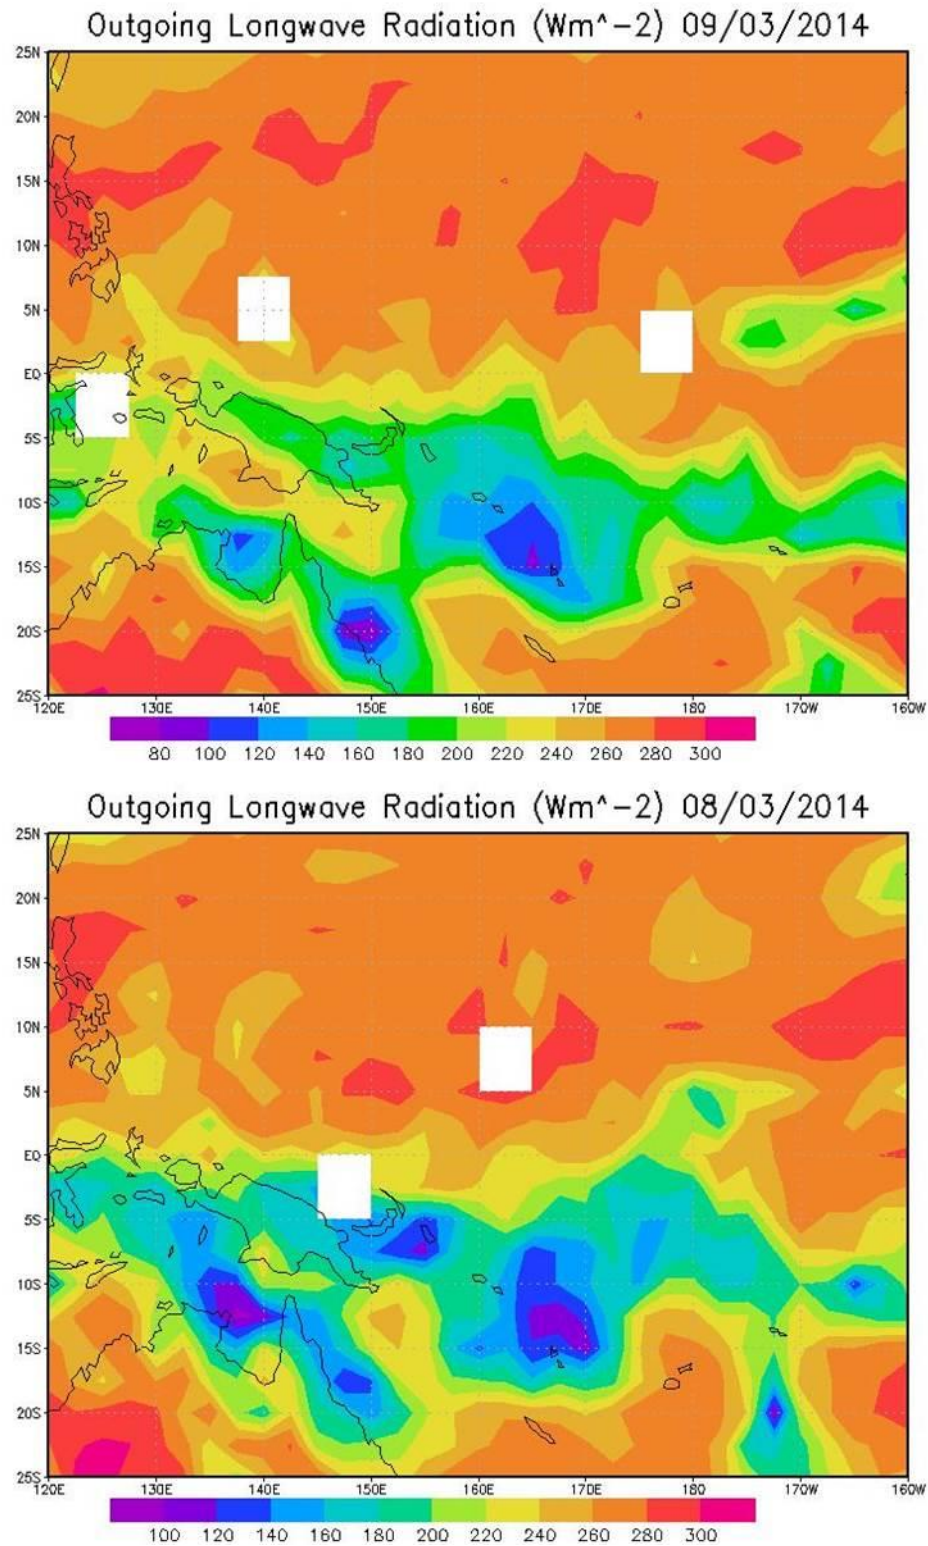 Outgoing Longwave Radiation (Wm^-2) 09/03/2014
25N
20N
15N
10N
5N
EQ
5S
10S
15S
20S
25S
120E 130E 140E 150E 160E 170E 180 170W 160W
80 100 120 140 160 180 200 220 240 260 280 300
Outgoing Longwave Radiation (Wm^-2) 08/03/2014
25N
20N
15N
10N
5N
EQ
5S
10S
15S
20S
25S
120E 130E 140E 150E 160E 170E 180 170W 160W
100 120 140 160 180 200 220 240 260 280 300